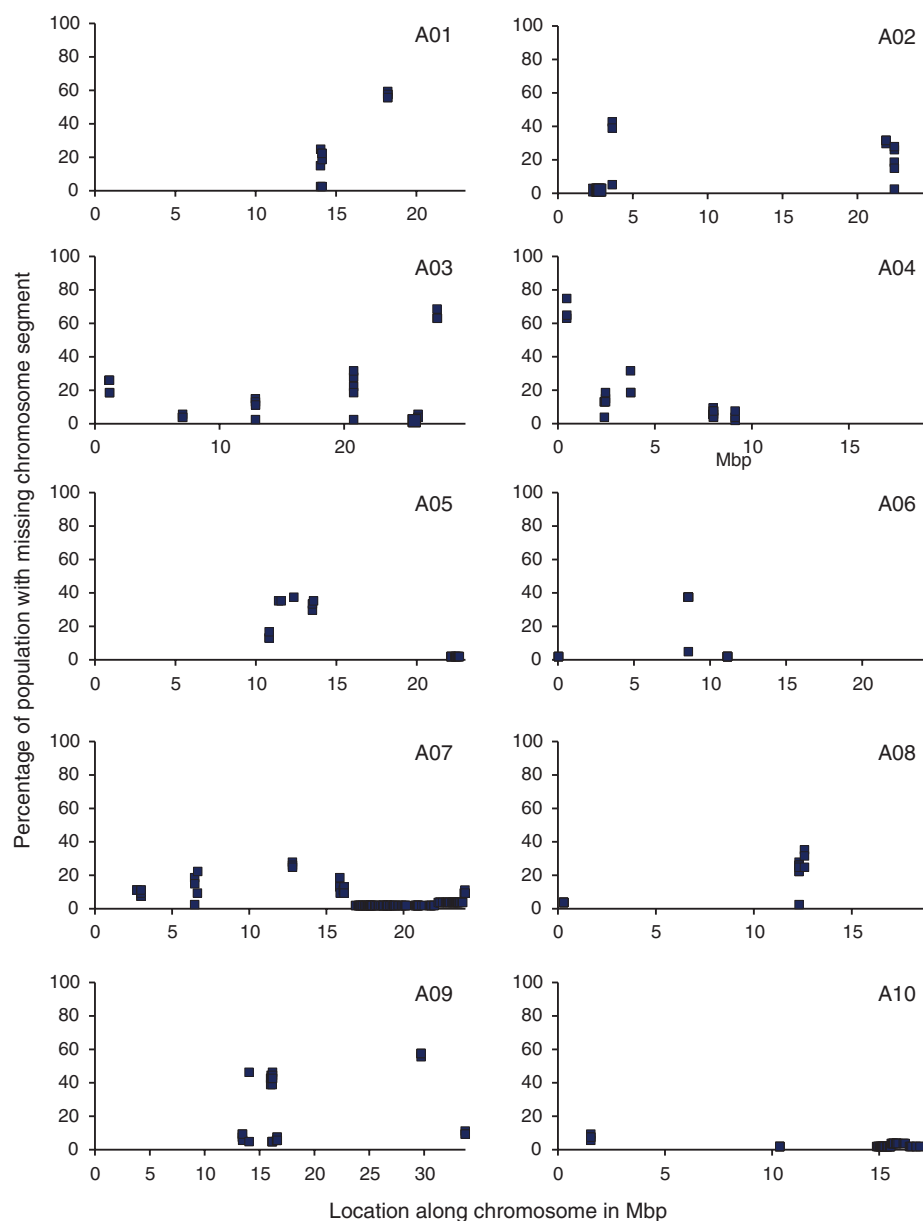 Percentage of population with missing chromosome segment
A01
100
80
60
40
20
0
0 5 10 15 20
A02
100
80
60
40
20
0
0 5 10 15 20
A03
100
80
60
40
20
0
0 10 20
A04
100
80
60
40
20
0
0 5 10 15
Mbp
A05
100
80
60
40
20
0
0 5 10 15 20
A06
100
80
60
40
20
0
0 5 10 15 20
A07
100
80
60
40
20
0
0 5 10 15 20
A08
100
80
60
40
20
0
0 5 10 15
A09
100
80
60
40
20
0
0 5 10 15 20 25 30
A10
100
80
60
40
20
0
0 5 10 15
Location along chromosome in Mbp